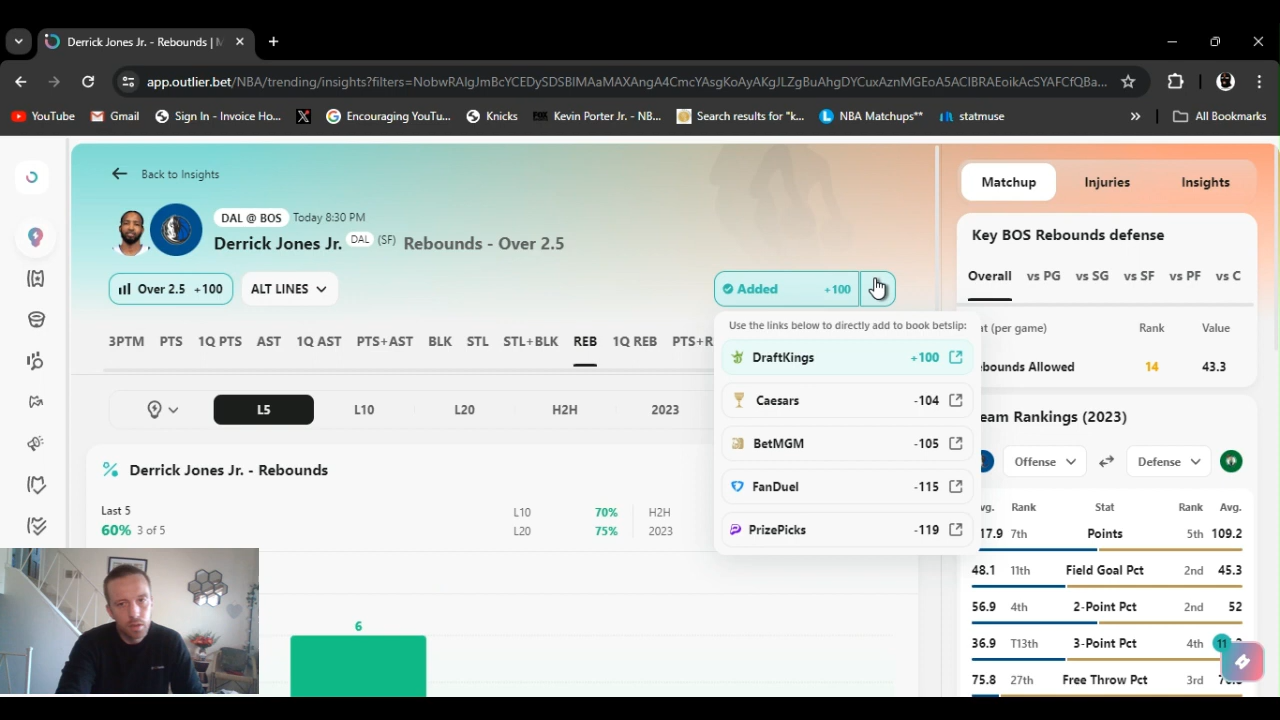 Derrick Jones Jr. - Rebounds | M
app.outlier.bet/NBA/trending/insights?filters=
YouTube
Gmail
Sign In - Invoice Ho...
Encouraging YouTu...
Knicks
Kevin Porter Jr. - NB...
Search results for "k...
NBA Matchups**
statmuse
»
All Bookmarks
Back to Insights
DAL @ BOS Today 8:30 PM
Derrick Jones Jr. DAL (SF) Rebounds - Over 2.5
Over 2.5 +100
ALT LINES
Added +100
3PTM PTS 1Q PTS AST 1Q AST PTS+AST BLK STL STL+BLK REB 1Q REB PTS+R
L5 L10 L20 H2H 2023
Derrick Jones Jr. - Rebounds
Last 5
60% 3 of 5
L10 70% H2H
L20 75% 2023
6
Use the links below to directly add to book betslip:
DraftKings +100
Caesars -104
BetMGM -105
FanDuel -115
PrizePicks -119
Matchup Injuries Insights
Key BOS Rebounds defense
Overall vs PG vs SG vs SF vs PF vs C
at (per game) Rank Value
ebounds Allowed 14 43.3
eam Rankings (2023)
Offense Defense
vg. Rank Stat Rank Avg.
17.9 7th Points 5th 109.2
48.1 11th Field Goal Pct 2nd 45.3
56.9 4th 2-Point Pct 2nd 52
36.9 T13th 3-Point Pct 4th
11
75.8 27th Free Throw Pct 3rd